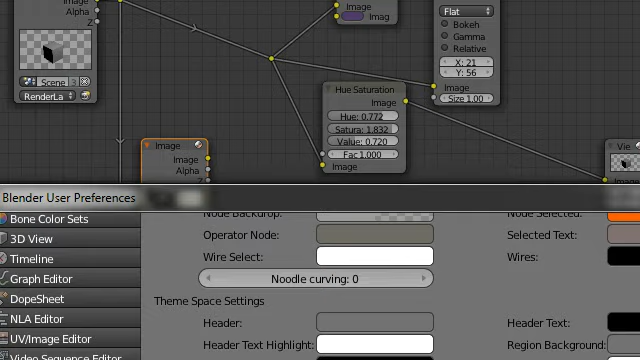 Image
Alpha
Z
Scene 3
RenderLa
Image
Imag
Flat
Bokeh
Gamma
Relative
X: 21
Y: 56
Image
Size 1.00
Hue Saturation
Image
Hue: 0.772
Satura: 1.832
Value: 0.720
Fac 1.000
Image
Image
Image
Alpha
Z
Vie
Image
Blender User Preferences
Bone Color Sets
3D View
Timeline
Graph Editor
DopeSheet
NLA Editor
UV/Image Editor
Video Sequence Editor
Node Backdrop:
Node Selected:
Operator Node:
Selected Text:
Wire Select:
Wires:
Noodle curving: 0
Theme Space Settings
Header:
Header Text:
Header Text Highlight:
Region Background: